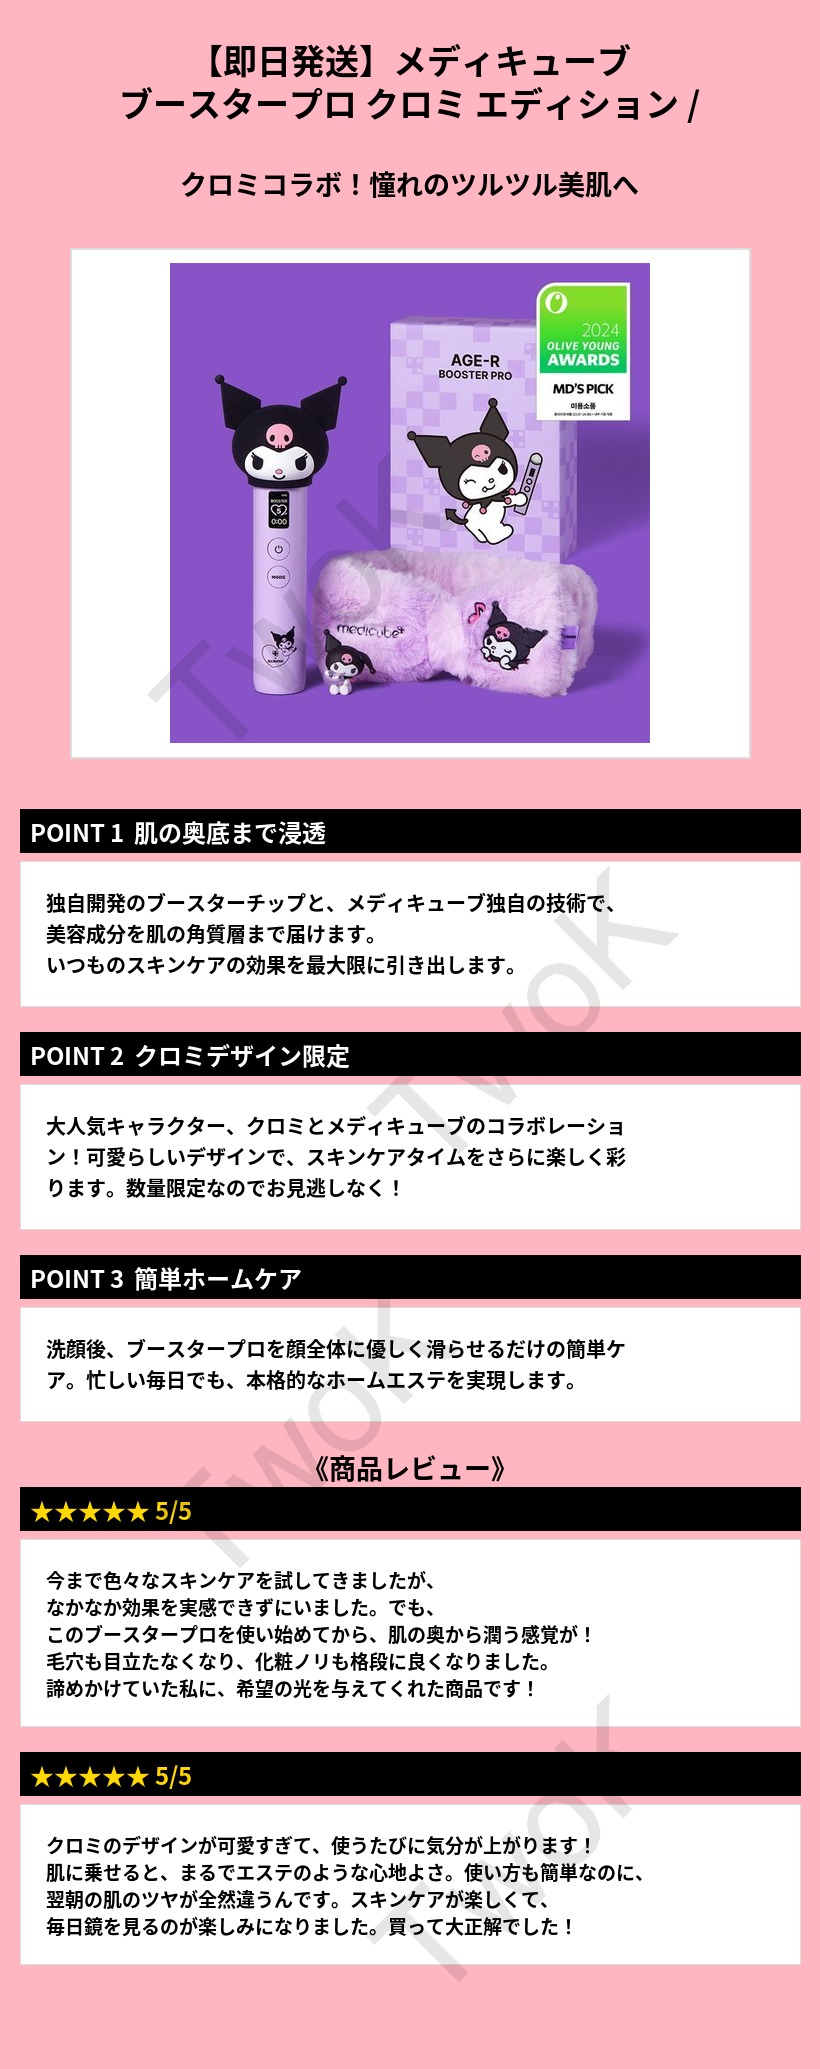 【即日発送】メディキューブ
ブースタープロ クロミ エディション /
クロミコラボ！憧れのツルツル美肌へ
2024
OLIVE YOUNG
AWARDS
MD'S PICK
미용소품
AGE-R
BOOSTER PRO
BOOSTER
0:00
MODE
medicube
KUROMI
TwoK
POINT 1 肌の奥底まで浸透
独自開発のブースターチップと、メディキューブ独自の技術で、
美容成分を肌の角質層まで届けます。
いつものスキンケアの効果を最大限に引き出します。
TwoK
POINT 2 クロミデザイン限定
大人気キャラクター、クロミとメディキューブのコラボレーショ
ン！可愛らしいデザインで、スキンケアタイムをさらに楽しく彩
ります。数量限定なのでお見逃しなく！
POINT 3 簡単ホームケア
洗顔後、ブースタープロを顔全体に優しく滑らせるだけの簡単ケ
ア。忙しい毎日でも、本格的なホームエステを実現します。
TwoK
《商品レビュー》
★★★★★ 5/5
今まで色々なスキンケアを試してきましたが、
なかなか効果を実感できずにいました。でも、
このブースタープロを使い始めてから、肌の奥から潤う感覚が！
毛穴も目立たなくなり、化粧ノリも格段に良くなりました。
諦めかけていた私に、希望の光を与えてくれた商品です！
★★★★★ 5/5
クロミのデザインが可愛すぎて、使うたびに気分が上がります！
肌に乗せると、まるでエステのような心地よさ。使い方も簡単なのに、
翌朝の肌のツヤが全然違うんです。スキンケアが楽しくて、
毎日鏡を見るのが楽しみになりました。買って大正解でした！
TwoK